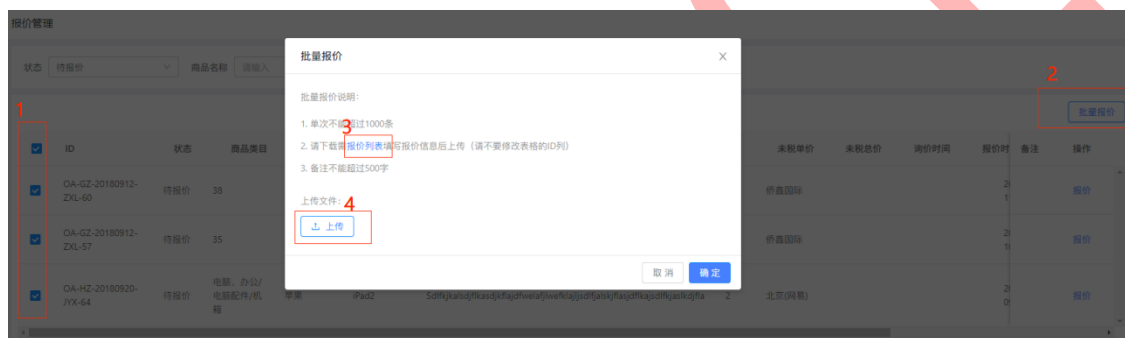 报价管理
状态 待报价 商品名称 请输入
批量报价 X
2
批量报价
批量报价说明:
1
1. 单次不能超过1000条
3
2. 请下载需报价列表填写报价信息后上传（请不要修改表格的ID列）
3. 备注不能超过500字
ID 状态 商品类目 未税单价 未税总价 询价时间 报价时 备注 操作
上传文件: 4
上传
OA-GZ-20180912-
ZXL-60
待报价 38 侨鑫国际 报价
OA-GZ-20180912-
ZXL-57
待报价 35 侨鑫国际 报价
取 消 确 定
OA-HZ-20180920-
JYX-64
待报价
电脑、办公/
电脑配件/机
箱
苹果 iPad2 2 北京(网易) 报价